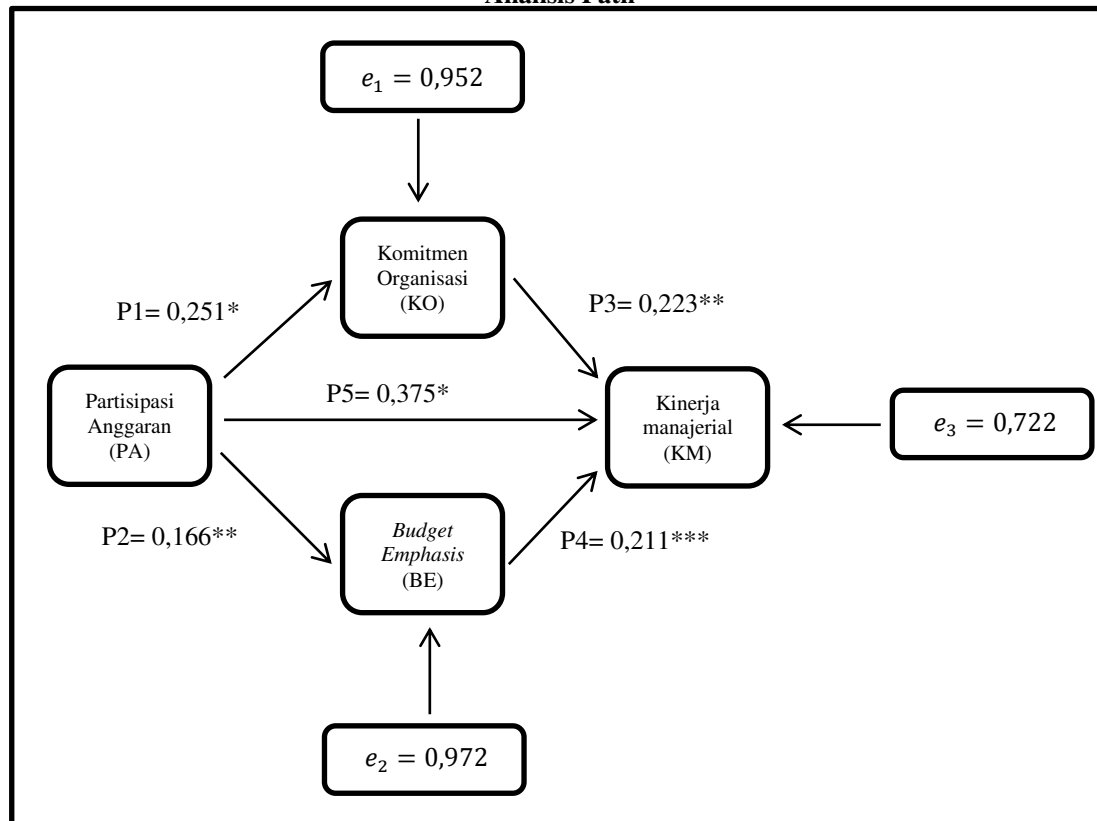 Analisis Path
e₁ = 0,952
Komitmen
Organisasi
(KO)
P1= 0,251*
P3= 0,223**
P5= 0,375*
Partisipasi
Anggaran
(PA)
Kinerja
manajerial
(KM)
e₃ = 0,722
P2= 0,166**
Budget
Emphasis
(BE)
P4= 0,211***
e₂ = 0,972